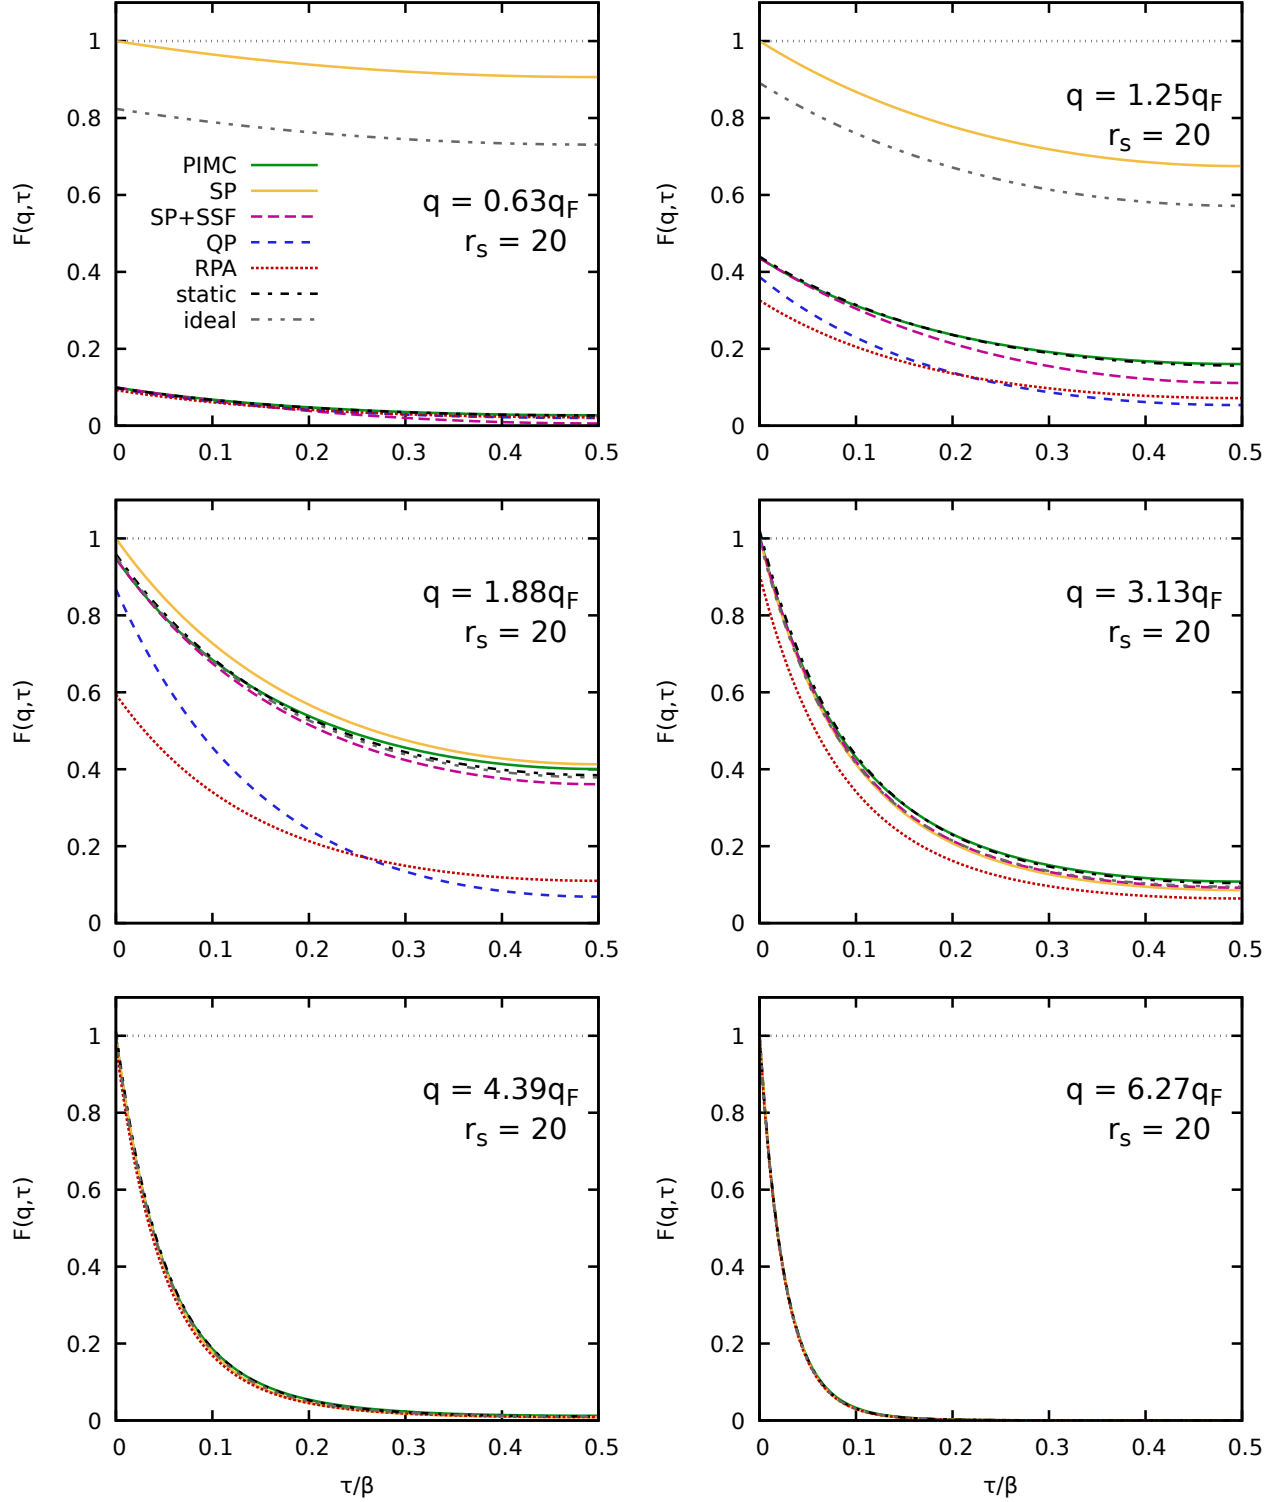 1
0.8
0.6
0.4
0.2
0
F(q,τ)
PIMC
SP
SP+SSF
QP
RPA
static
ideal
q = 0.63qF
rs = 20
0 0.1 0.2 0.3 0.4 0.5
1
0.8
0.6
0.4
0.2
0
F(q,τ)
q = 1.25qF
rs = 20
0 0.1 0.2 0.3 0.4 0.5
1
0.8
0.6
0.4
0.2
0
F(q,τ)
q = 1.88qF
rs = 20
0 0.1 0.2 0.3 0.4 0.5
1
0.8
0.6
0.4
0.2
0
F(q,τ)
q = 3.13qF
rs = 20
0 0.1 0.2 0.3 0.4 0.5
1
0.8
0.6
0.4
0.2
0
F(q,τ)
q = 4.39qF
rs = 20
0 0.1 0.2 0.3 0.4 0.5
τ/β
1
0.8
0.6
0.4
0.2
0
F(q,τ)
q = 6.27qF
rs = 20
0 0.1 0.2 0.3 0.4 0.5
τ/β